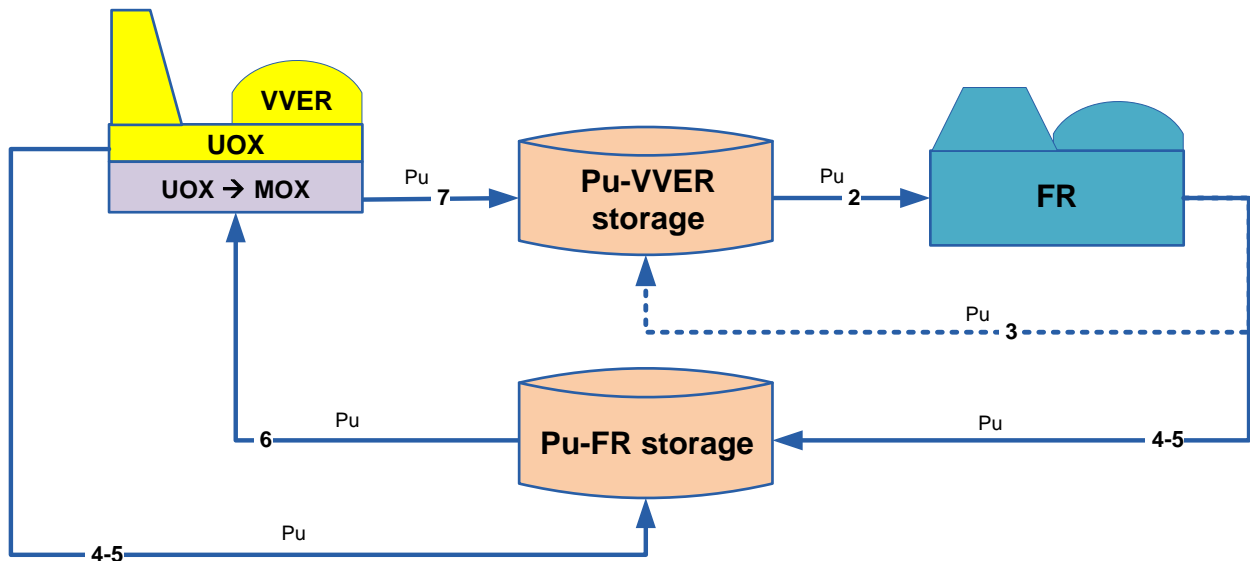 VVER
UOX
UOX → MOX
Pu
7
Pu-VVER
storage
Pu
2
FR
Pu
3
Pu
6
Pu-FR storage
Pu
4-5
Pu
4-5